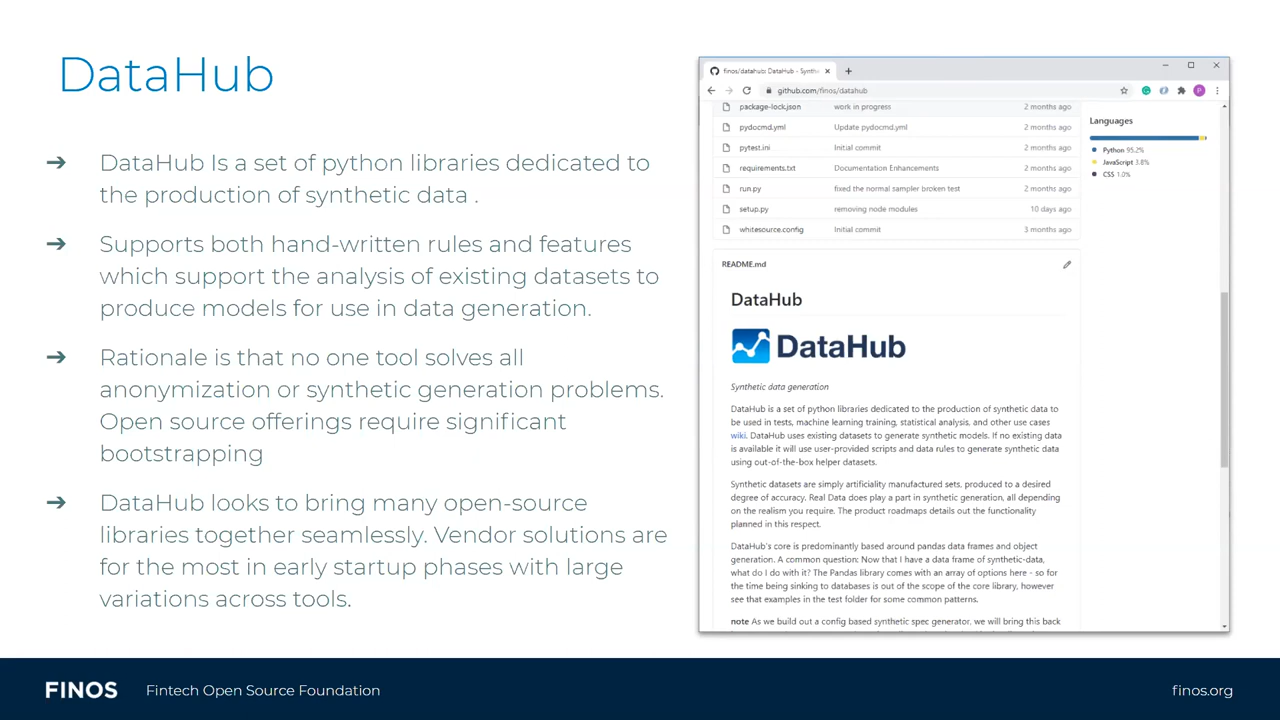 DataHub
➔ DataHub Is a set of python libraries dedicated to
the production of synthetic data .
➔ Supports both hand-written rules and features
which support the analysis of existing datasets to
produce models for use in data generation.
➔ Rationale is that no one tool solves all
anonymization or synthetic generation problems.
Open source offerings require significant
bootstrapping
➔ DataHub looks to bring many open-source
libraries together seamlessly. Vendor solutions are
for the most in early startup phases with large
variations across tools.
finos/datahub: DataHub - Synth
github.com/finos/datahub
P
package-lock.json work in progress 2 months ago
pydocmd.yml Update pydocmd.yml 2 months ago
pytest.ini Initial commit 2 months ago
requirements.txt Documentation Enhancements 2 months ago
run.py fixed the normal sampler broken test 2 months ago
setup.py removing node modules 10 days ago
whitesource.config Initial commit 3 months ago
Languages
Python 95.2%
JavaScript 3.8%
CSS 1.0%
README.md
DataHub
DataHub
Synthetic data generation
DataHub is a set of python libraries dedicated to the production of synthetic data to
be used in tests, machine learning training, statistical analysis, and other use cases
wiki. DataHub uses existing datasets to generate synthetic models. If no existing data
is available it will use user-provided scripts and data rules to generate synthetic data
using out-of-the-box helper datasets.
Synthetic datasets are simply artificiality manufactured sets, produced to a desired
degree of accuracy. Real Data does play a part in synthetic generation, all depending
on the realism you require. The product roadmaps details out the functionality
planned in this respect.
DataHub's core is predominantly based around pandas data frames and object
generation. A common question: Now that I have a data frame of synthetic-data,
what do I do with it? The Pandas library comes with an array of options here - so for
the time being sinking to databases is out of the scope of the core library, however
see that examples in the test folder for some common patterns.
note As we build out a config based synthetic spec generator, we will bring this back
FINOS Fintech Open Source Foundation
finos.org